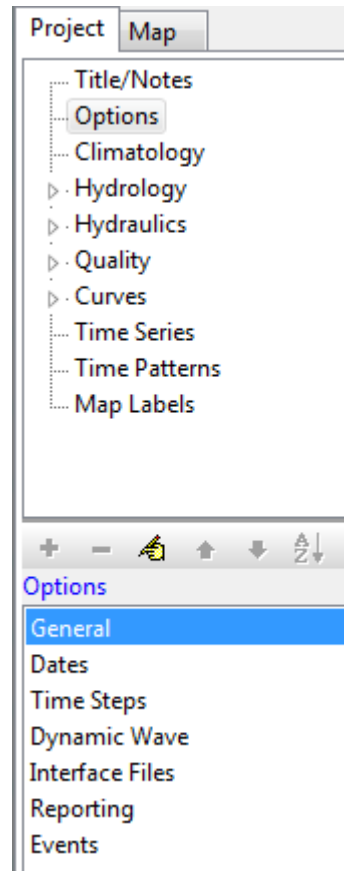 Project Map
Title/Notes
Options
Climatology
Hydrology
Hydraulics
Quality
Curves
Time Series
Time Patterns
Map Labels
A
Z
Options
General
Dates
Time Steps
Dynamic Wave
Interface Files
Reporting
Events